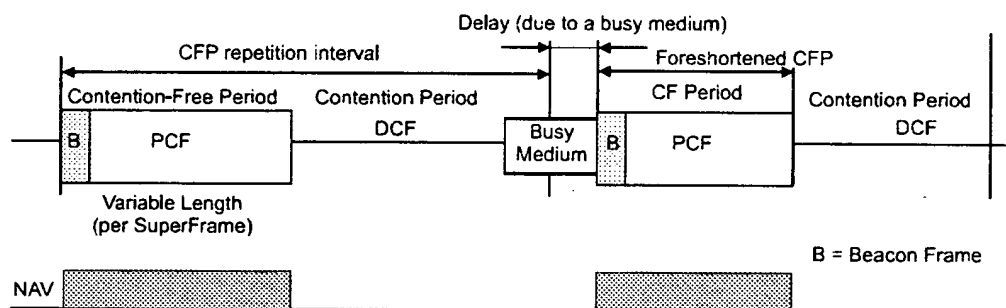 Delay (due to a busy medium)
CFP repetition interval
Foreshortened CFP
Contention-Free Period
Contention Period
CF Period
Contention Period
B
PCF
DCF
Busy
Medium
B
PCF
DCF
Variable Length
(per SuperFrame)
B = Beacon Frame
NAV